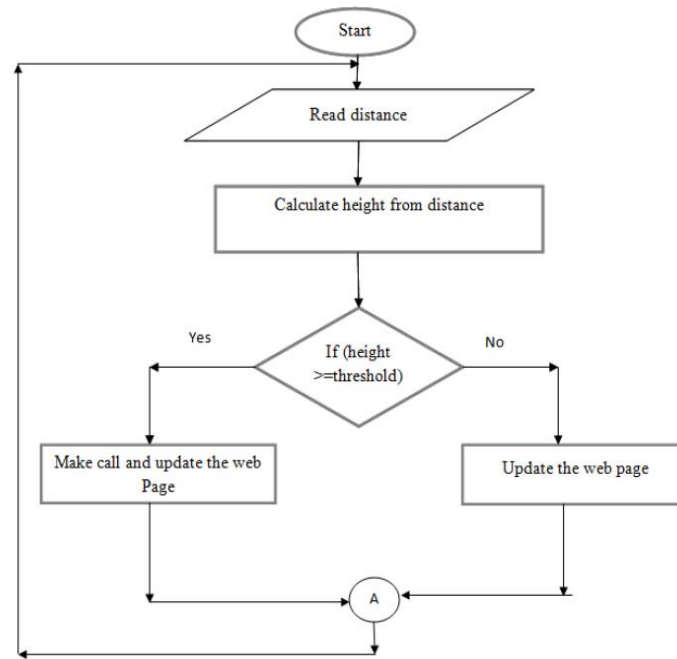 Start
Read distance
Calculate height from distance
Yes
If (height
>=threshold)
No
Make call and update the web
Page
Update the web page
A